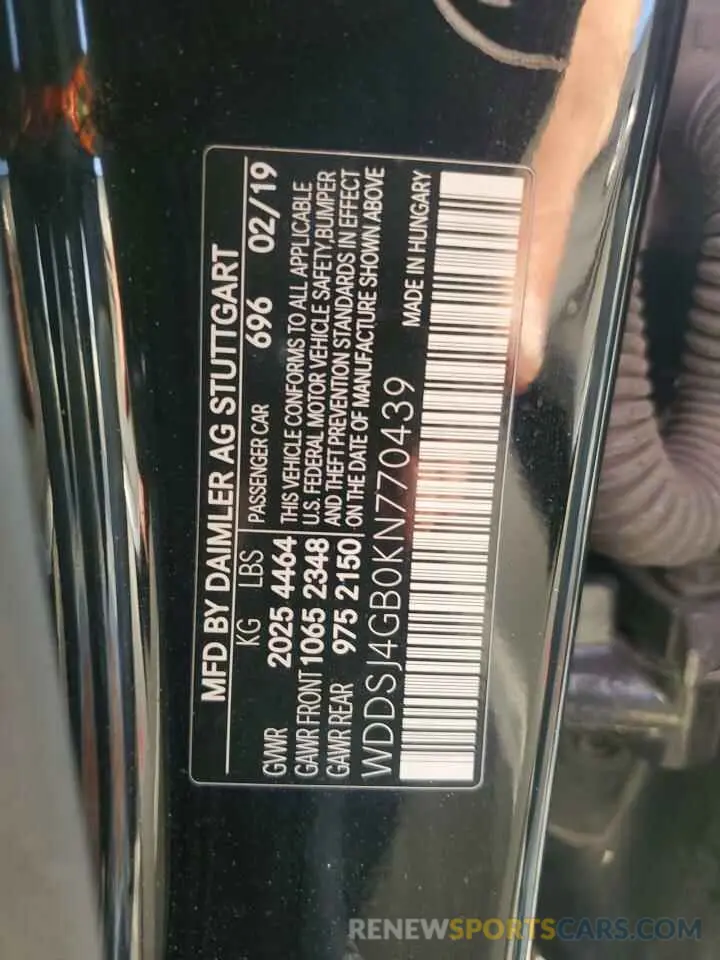 MFD BY DAIMLER AG STUTTGART
KG LBS PASSENGER CAR 696 02/19
GVWR 2025 4464 THIS VEHICLE CONFORMS TO ALL APPLICABLE
GAWR FRONT 1065 2348 U.S. FEDERAL MOTOR VEHICLE SAFETY, BUMPER
GAWR REAR 975 2150 AND THEFT PREVENTION STANDARDS IN EFFECT
ON THE DATE OF MANUFACTURE SHOWN ABOVE
WDDSJ4GB0KN770439 MADE IN HUNGARY
RENEWSPORTSCARS.COM